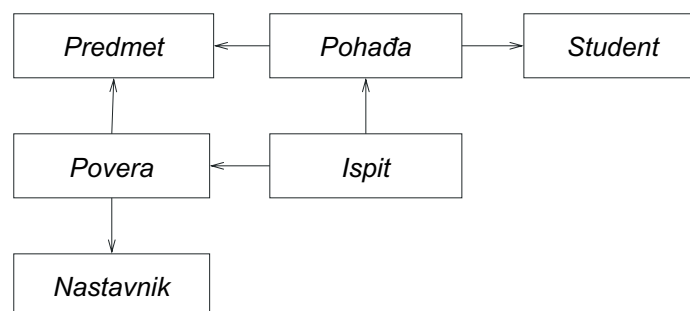 Predmet
Pohađa
Student
Povera
Ispit
Nastavnik